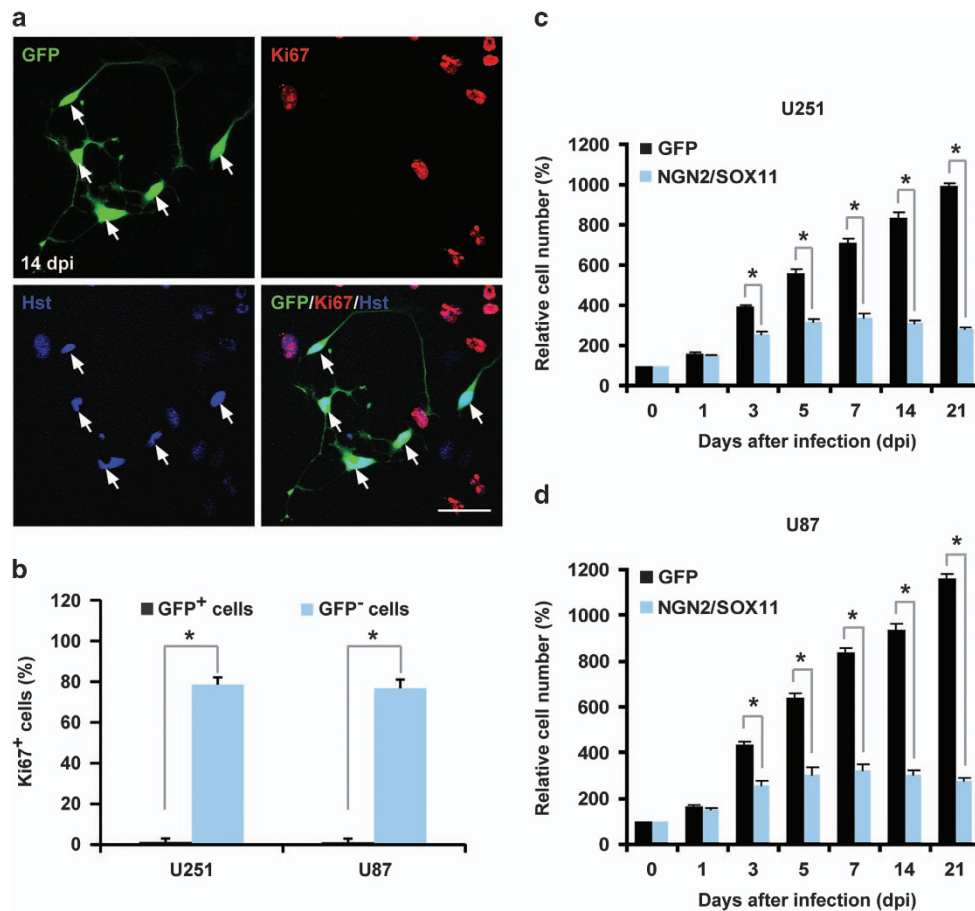 a
GFP
Ki67
14 dpi
Hst
GFP/Ki67/Hst
b
120
100
80
60
40
20
0
Ki67+ cells (%)
GFP+ cells
GFP- cells
*
*
U251
U87
c
U251
1200
1000
800
600
400
200
0
Relative cell number (%)
GFP
NGN2/SOX11
*
*
*
*
*
0 1 3 5 7 14 21
Days after infection (dpi)
d
U87
1200
1000
800
600
400
200
0
Relative cell number (%)
GFP
NGN2/SOX11
*
*
*
*
*
0 1 3 5 7 14 21
Days after infection (dpi)